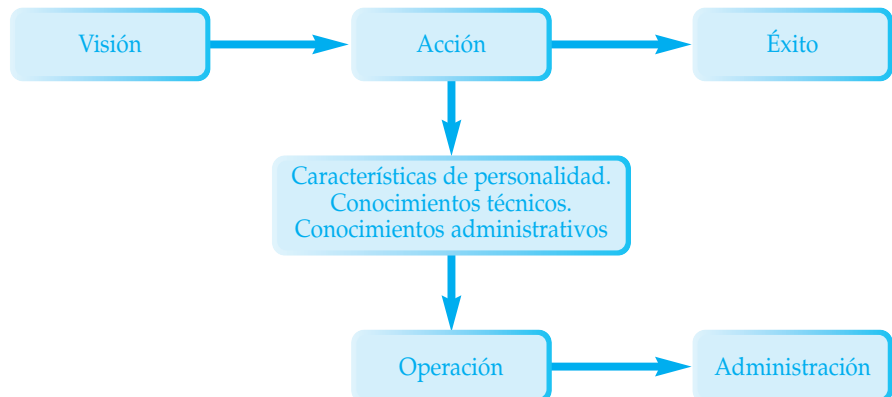 Visión
Acción
Éxito
Características de personalidad.
Conocimientos técnicos.
Conocimientos administrativos
Operación
Administración